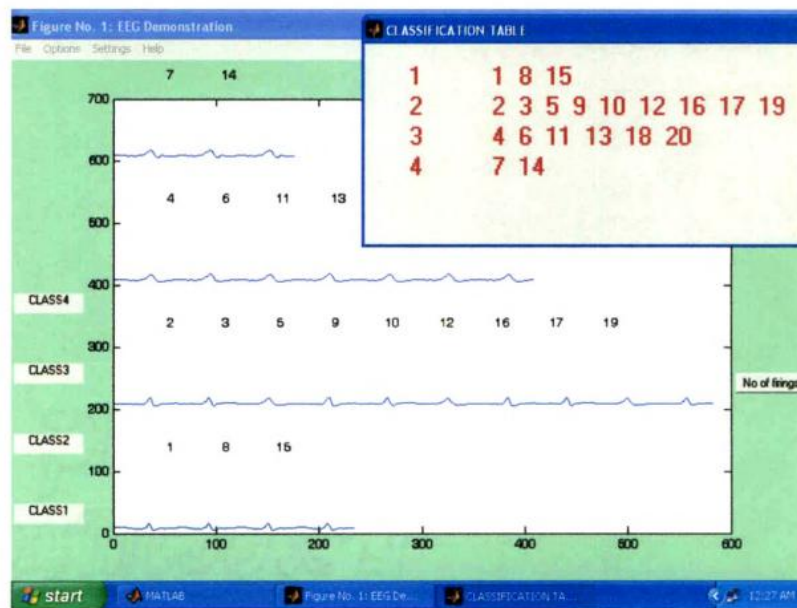 Figure No. 1: EEG Demonstration
File Options Settings Help
CLASSIFICATION TABLE
1 1 8 15
2 2 3 5 9 10 12 16 17 19
3 4 6 11 13 18 20
4 7 14
7 14
700
600
4 6 11 13
500
400
CLASS4
2 3 5 9 10 12 16 17 19
300
CLASS3
No of firings
200
CLASS2
1 8 15
100
CLASS1
0
0 100 200 300 400 500 600
start MATLAB Figure No. 1: EEG De... CLASSIFICATION TA... 12:27 AM